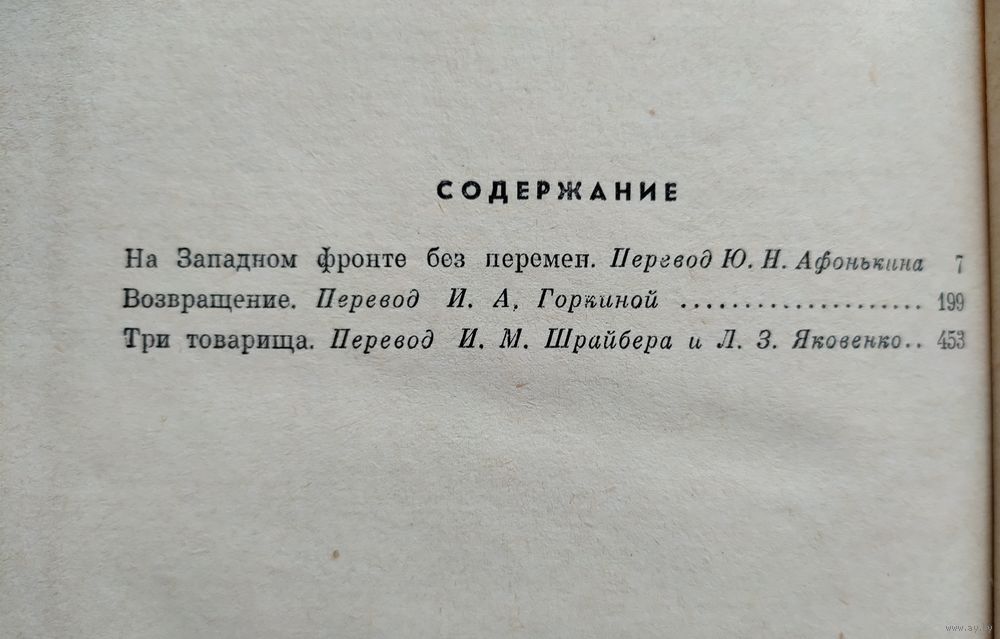 СОДЕРЖАНИЕ
На Западном фронте без перемен. Перевод Ю. Н. Афонькина 7
Возвращение. Перевод И. А. Горкиной .................... 199
Три товарища. Перевод И. М. Шрайбера и Л. З. Яковенко.. 453